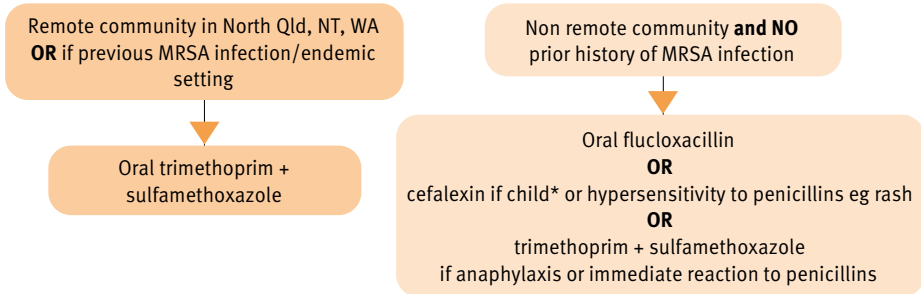 Remote community in North Qld, NT, WA
OR if previous MRSA infection/endemic
setting
Oral trimethoprim +
sulfamethoxazole
Non remote community and NO
prior history of MRSA infection
Oral flucloxacillin
OR
cefalexin if child* or hypersensitivity to penicillins eg rash
OR
trimethoprim + sulfamethoxazole
if anaphylaxis or immediate reaction to penicillins